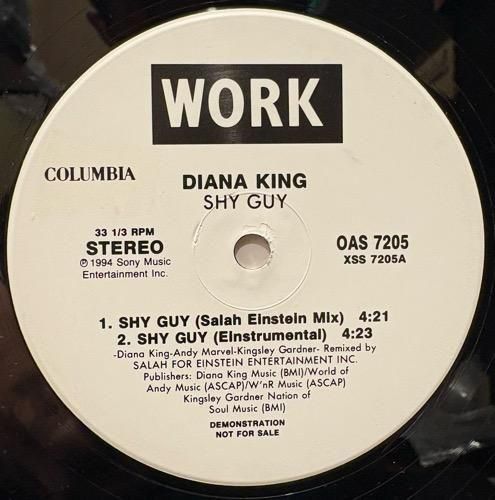 WORK
COLUMBIA
DIANA KING
SHY GUY
33 1/3 RPM
STEREO
℗ 1994 Sony Music
Entertainment Inc.
OAS 7205
XSS 7205A
1. SHY GUY (Salah Einstein Mix) 4:21
2. SHY GUY (EInstrumental) 4:23
-Diana King-Andy Marvel-Kingsley Gardner- Remixed by
SALAH FOR EINSTEIN ENTERTAINMENT INC.
Publishers: Diana King Music (BMI)/World of
Andy Music (ASCAP)/W'nR Music (ASCAP)
Kingsley Gardner Nation of
Soul Music (BMI)
DEMONSTRATION
NOT FOR SALE